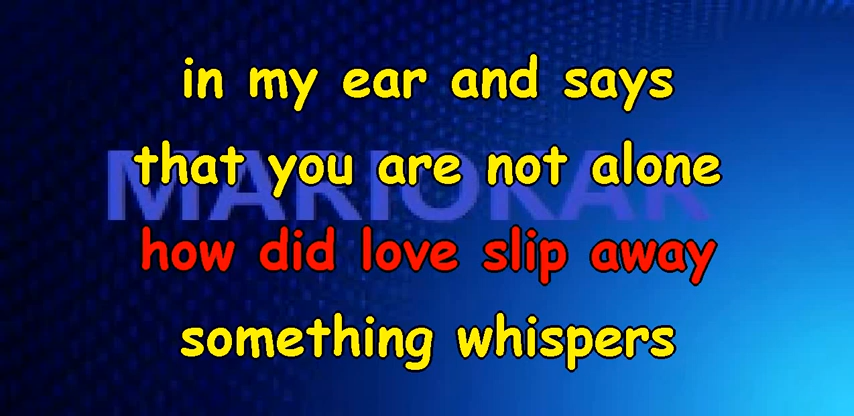 in my ear and says
that you are not alone
MARIOKAR
how did love slip away
something whispers